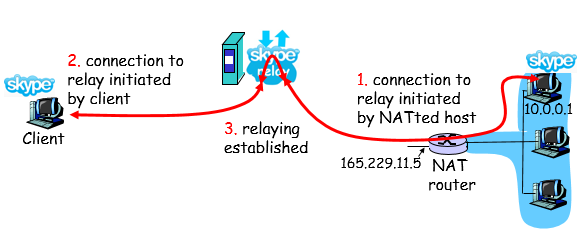 skype
Client
2. connection to
relay initiated
by client
skype
relay
3. relaying
established
1. connection to
relay initiated
by NATted host
165,229,11,5
NAT
router
skype
10.0.0.1